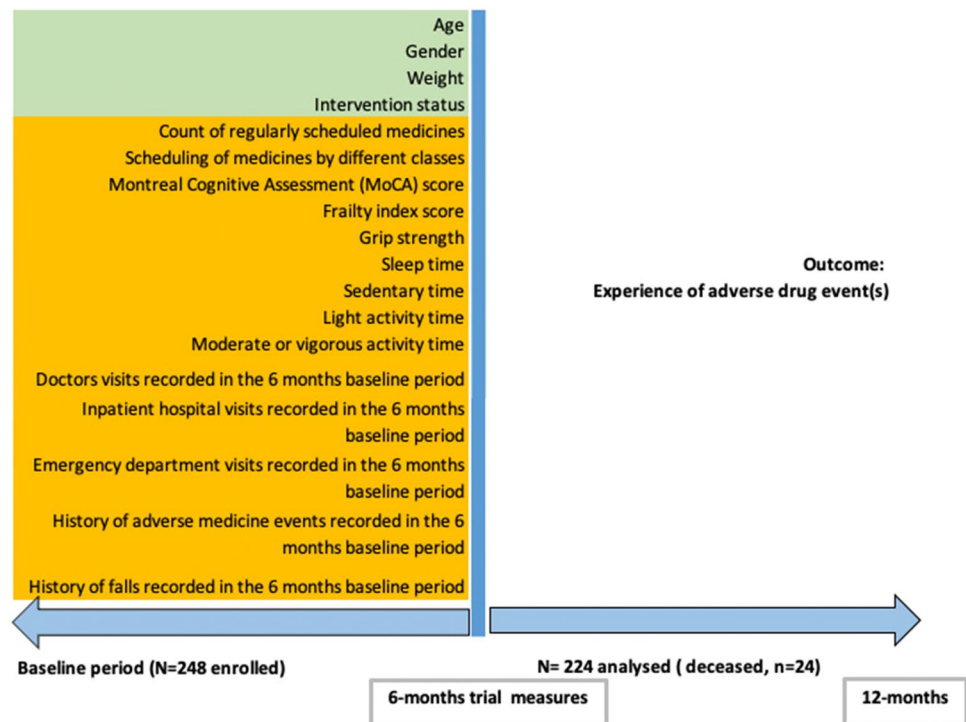 Age
Gender
Weight
Intervention status
Count of regularly scheduled medicines
Scheduling of medicines by different classes
Montreal Cognitive Assessment (MoCA) score
Frailty index score
Grip strength
Sleep time
Sedentary time
Light activity time
Moderate or vigorous activity time
Doctors visits recorded in the 6 months baseline period
Inpatient hospital visits recorded in the 6 months
baseline period
Emergency department visits recorded in the 6 months
baseline period
History of adverse medicine events recorded in the 6
months baseline period
History of falls recorded in the 6 months baseline period
Outcome:
Experience of adverse drug event(s)
Baseline period (N=248 enrolled)
N= 224 analysed ( deceased, n=24)
6-months trial measures
12-months